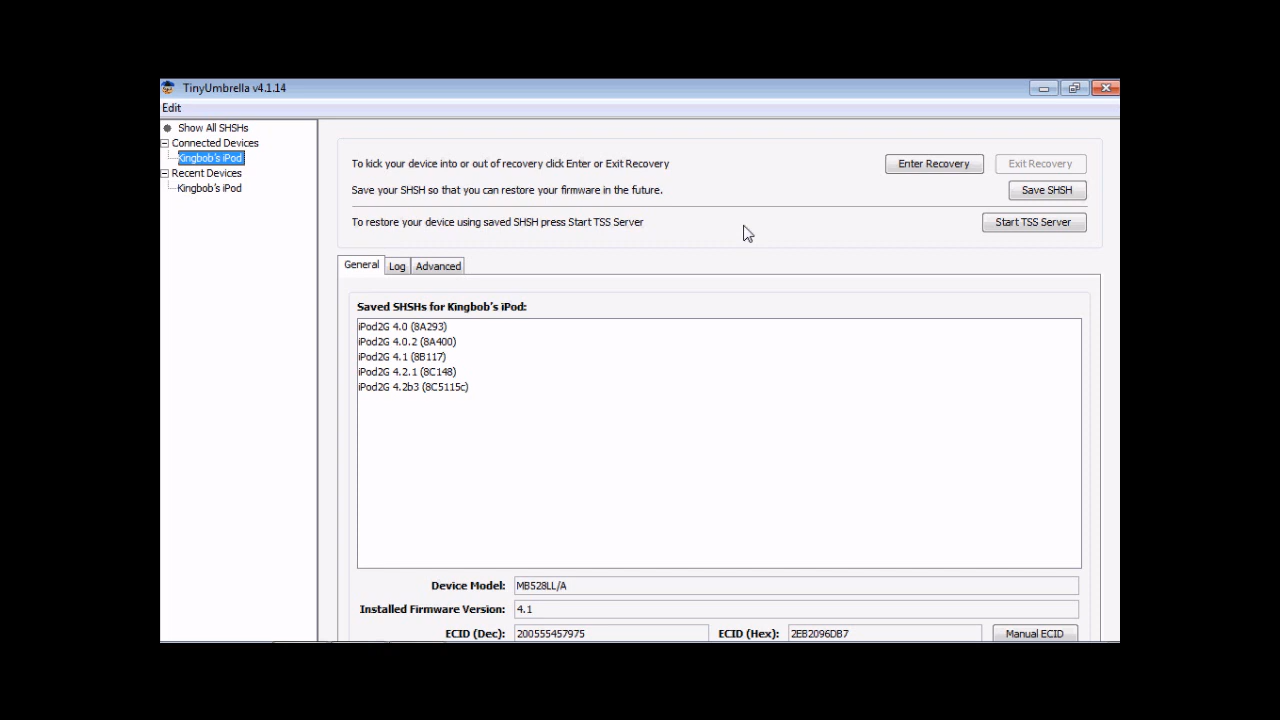 TinyUmbrella v4.1.14
Edit
Show All SHSHs
Connected Devices
Kingbob's iPod
Recent Devices
Kingbob's iPod
To kick your device into or out of recovery click Enter or Exit Recovery
Enter Recovery
Exit Recovery
Save your SHSH so that you can restore your firmware in the future.
Save SHSH
To restore your device using saved SHSH press Start TSS Server
Start TSS Server
General
Log
Advanced
Saved SHSHs for Kingbob's iPod:
iPod2G 4.0 (8A293)
iPod2G 4.0.2 (8A400)
iPod2G 4.1 (8B117)
iPod2G 4.2.1 (8C148)
iPod2G 4.2b3 (8C5115c)
Device Model: MB528LL/A
Installed Firmware Version: 4.1
ECID (Dec): 200555457975 ECID (Hex): 2EB2096DB7 Manual ECID